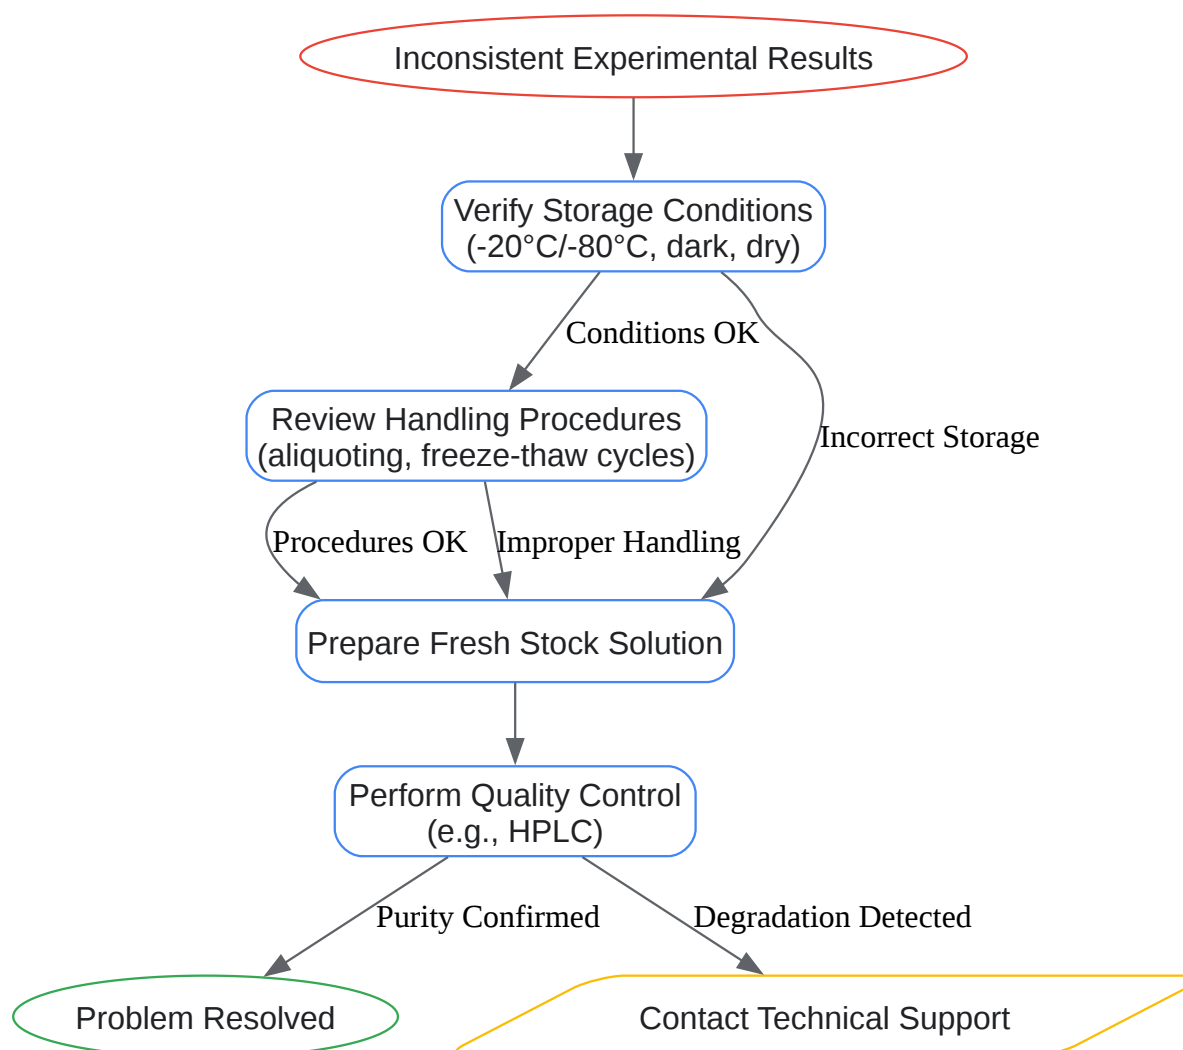 Inconsistent Experimental Results
Verify Storage Conditions
(-20°C/-80°C, dark, dry)
Conditions OK
Review Handling Procedures
(aliquoting, freeze-thaw cycles)
Incorrect Storage
Procedures OK
Improper Handling
Prepare Fresh Stock Solution
Perform Quality Control
(e.g., HPLC)
Purity Confirmed
Degradation Detected
Problem Resolved
Contact Technical Support